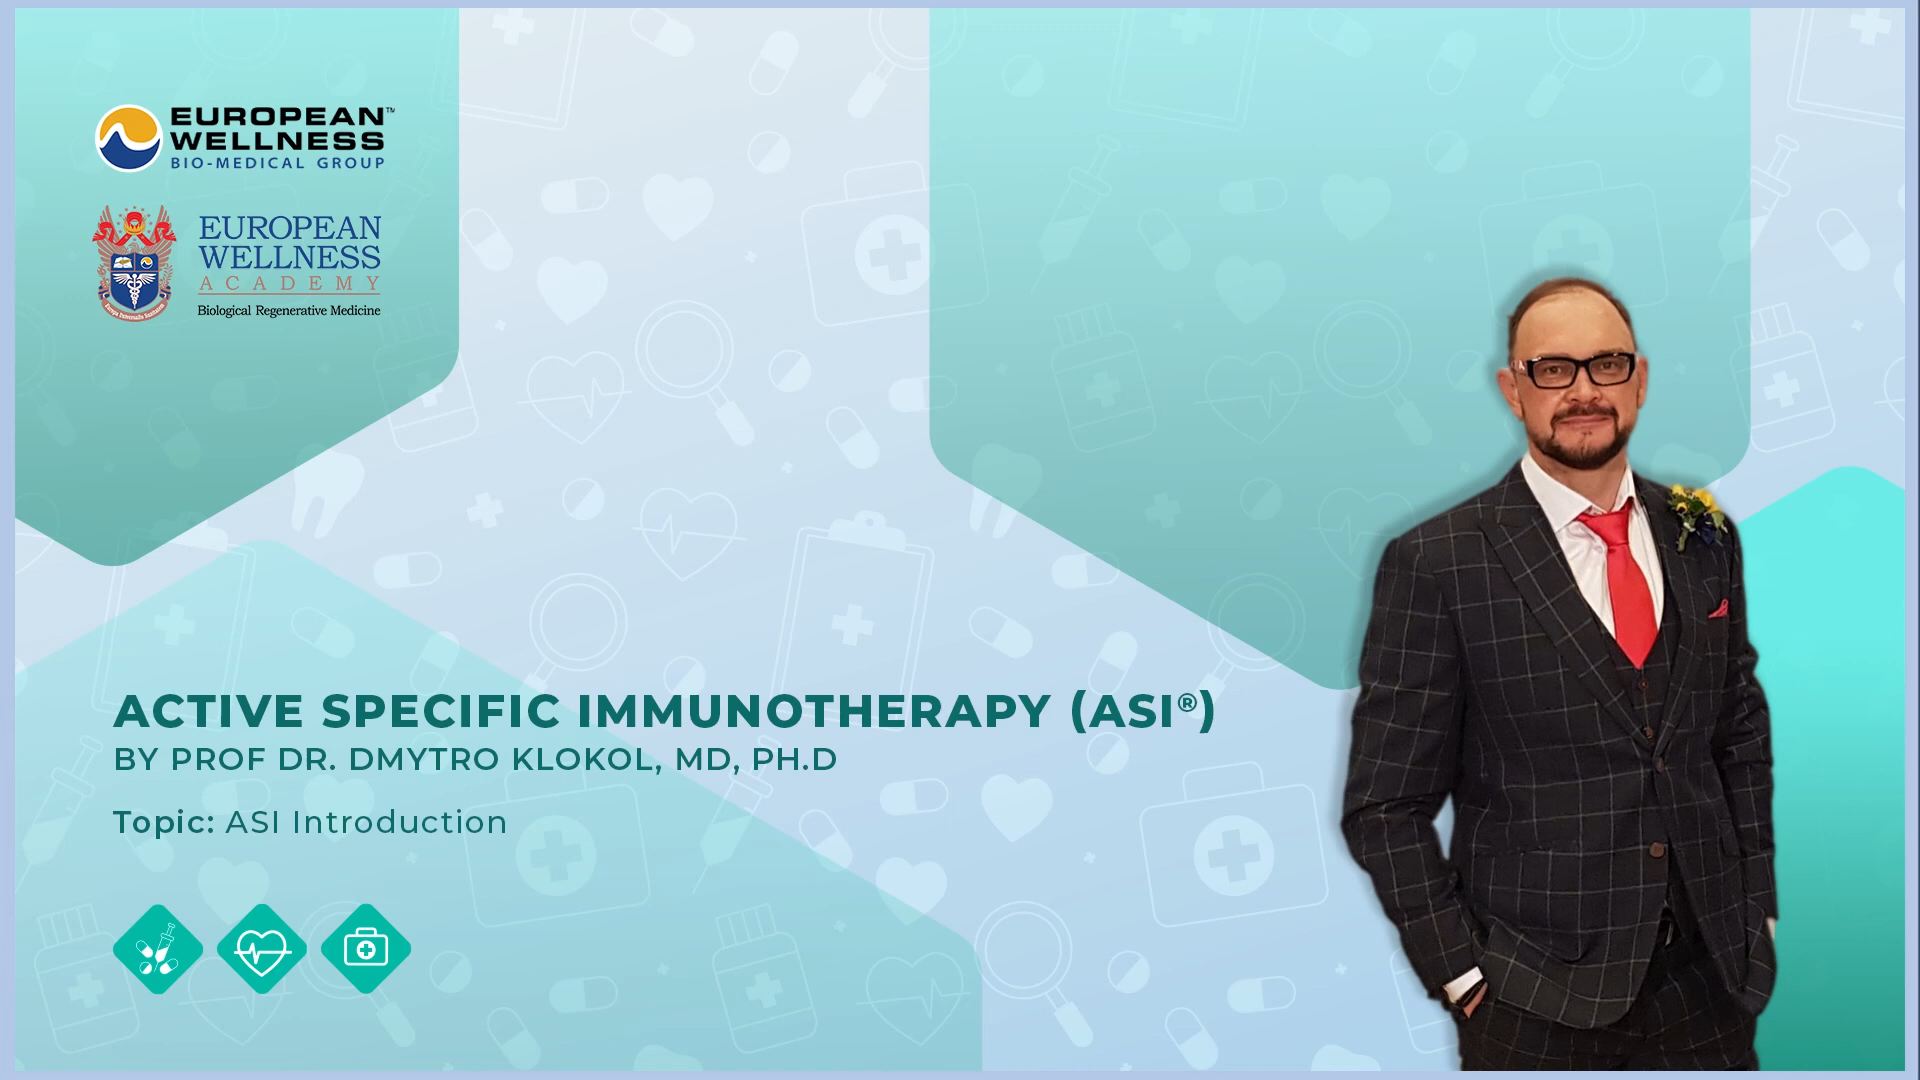 EUROPEAN™
WELLNESS
BIO-MEDICAL GROUP
EUROPEAN
WELLNESS
ACADEMY
Biological Regenerative Medicine
ACTIVE SPECIFIC IMMUNOTHERAPY (ASI®)
BY PROF DR. DMYTRO KLOKOL, MD, PH.D
Topic: ASI Introduction